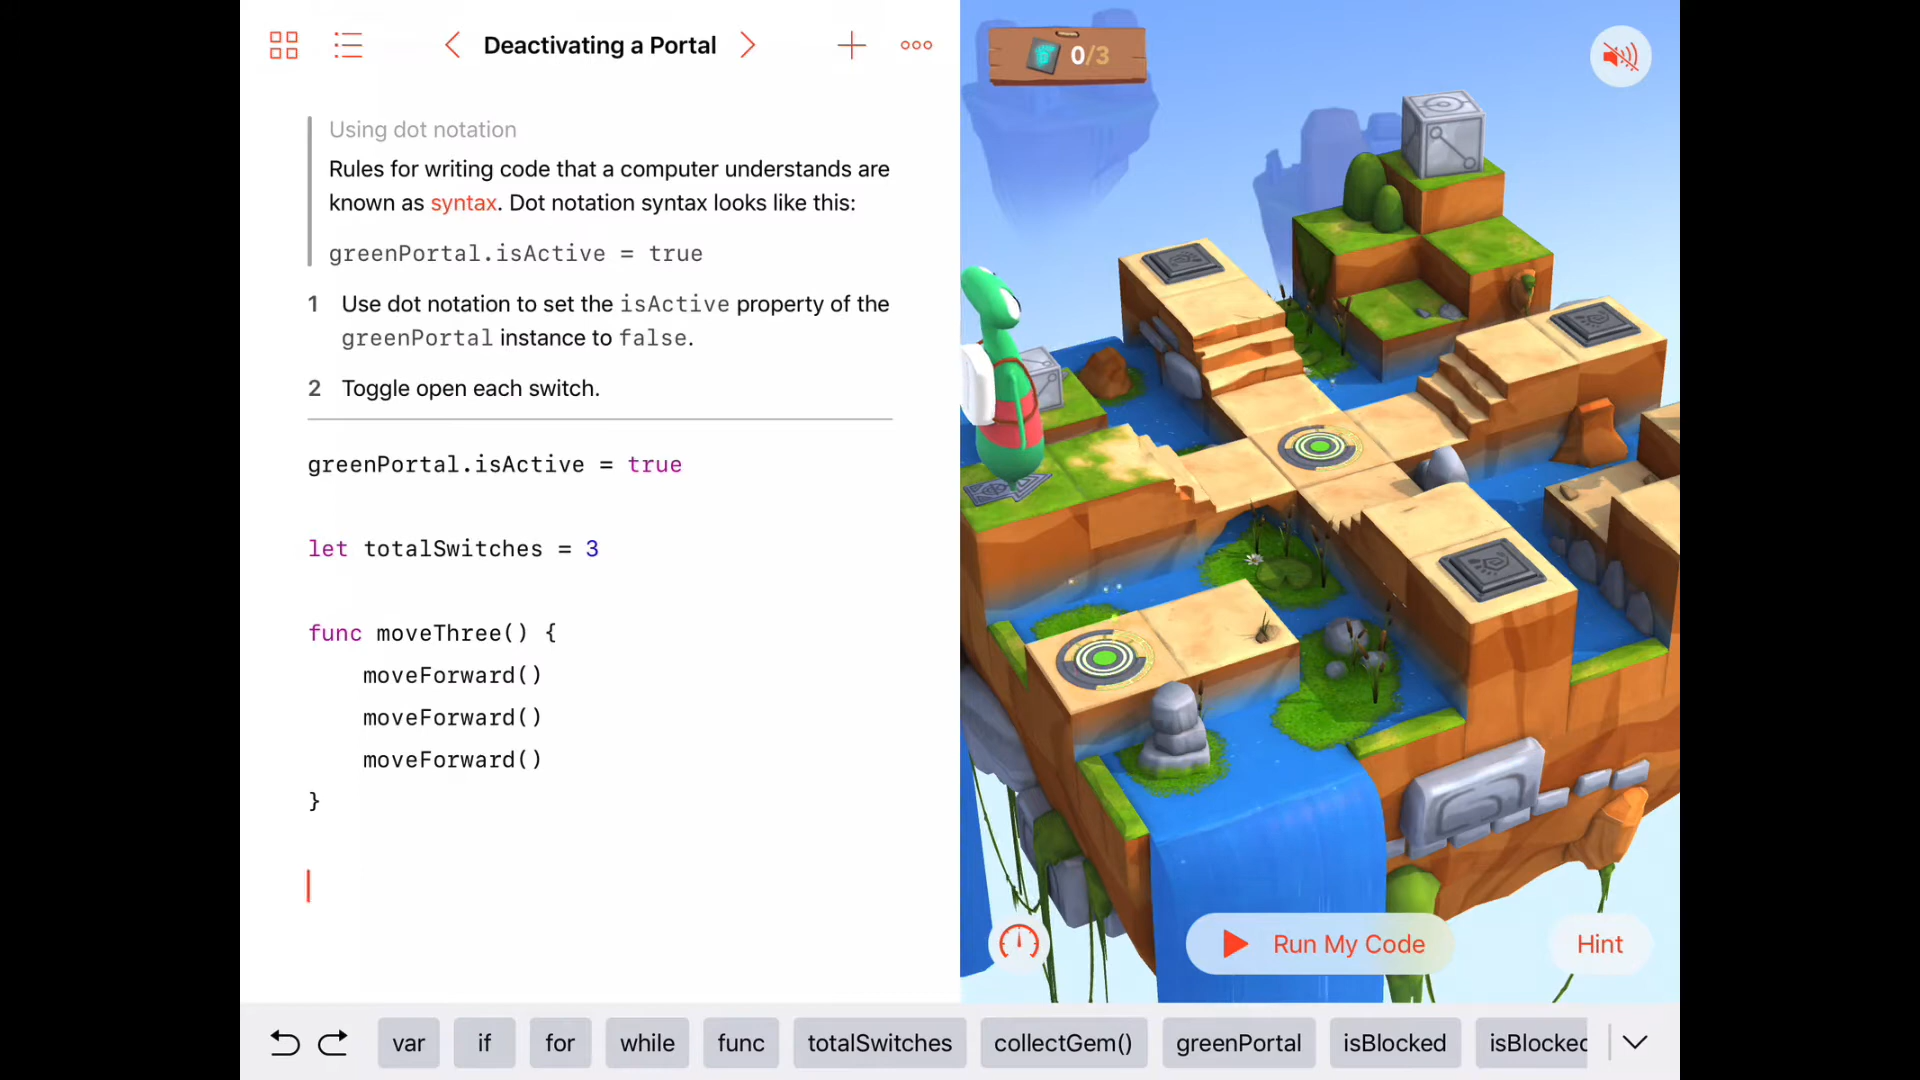 Deactivating a Portal
Using dot notation
Rules for writing code that a computer understands are
known as syntax. Dot notation syntax looks like this:
greenPortal.isActive = true
1 Use dot notation to set the isActive property of the
greenPortal instance to false.
2 Toggle open each switch.
greenPortal.isActive = true
let totalSwitches = 3
func moveThree() {
moveForward()
moveForward()
moveForward()
}
0/3
Run My Code
Hint
var if for while func totalSwitches collectGem() greenPortal isBlocked isBlocked